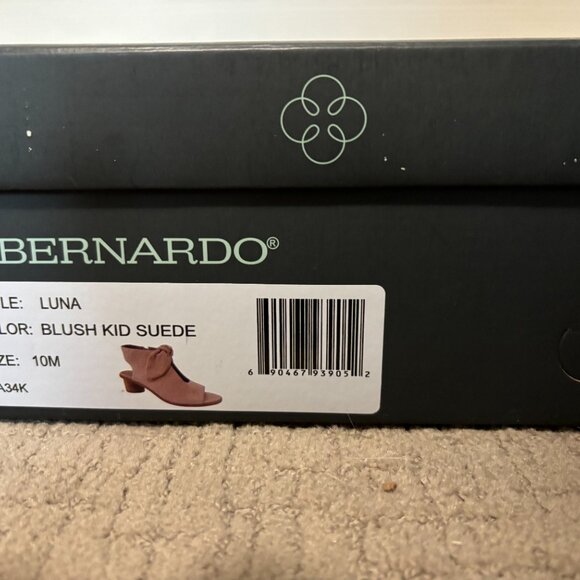 BERNARDO®
LE: LUNA
LOR: BLUSH KID SUEDE
ZE: 10M
A34K
6 90467 93905 2